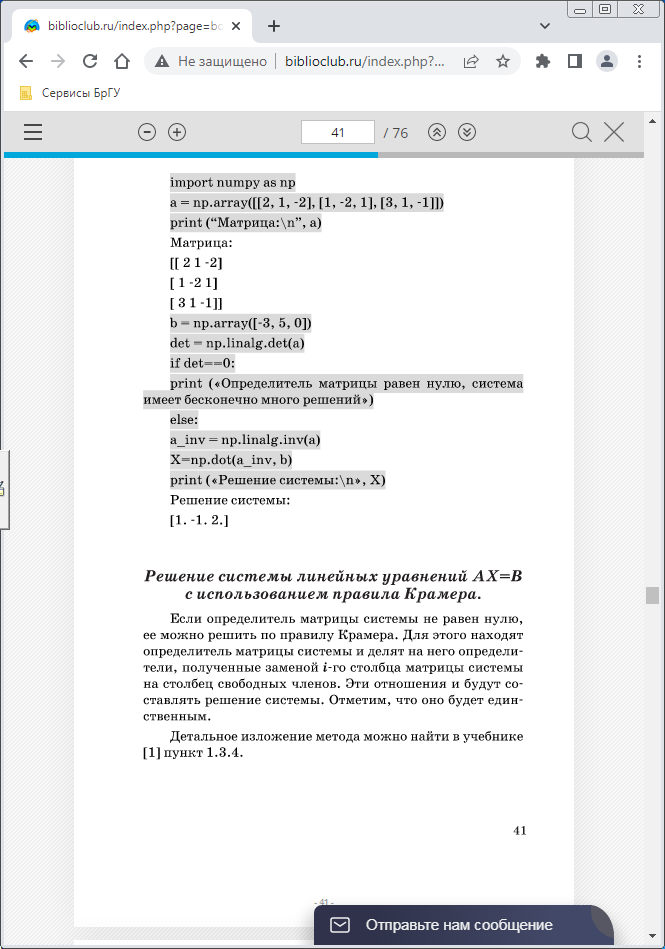 biblioclub.ru/index.php?page=bo
Не защищено
biblioclub.ru/index.php?...
Сервисы БрГУ
41 / 76
import numpy as np
a = np.array([[2, 1, -2], [1, -2, 1], [3, 1, -1]])
print (“Матрица:\n”, a)
Матрица:
[[ 2 1 -2]
[ 1 -2 1]
[ 3 1 -1]]
b = np.array([-3, 5, 0])
det = np.linalg.det(a)
if det==0:
print («Определитель матрицы равен нулю, система
имеет бесконечно много решений»)
else:
a_inv = np.linalg.inv(a)
X=np.dot(a_inv, b)
print («Решение системы:\n», X)
Решение системы:
[1. -1. 2.]
Решение системы линейных уравнений AX=B
с использованием правила Крамера.
Если определитель матрицы системы не равен нулю,
ее можно решить по правилу Крамера. Для этого находят
определитель матрицы системы и делят на него определи-
тели, полученные заменой i-го столбца матрицы системы
на столбец свободных членов. Эти отношения и будут со-
ставлять решение системы. Отметим, что оно будет един-
ственным.
Детальное изложение метода можно найти в учебнике
[1] пункт 1.3.4.
41
- 41 -
Отправьте нам сообщение